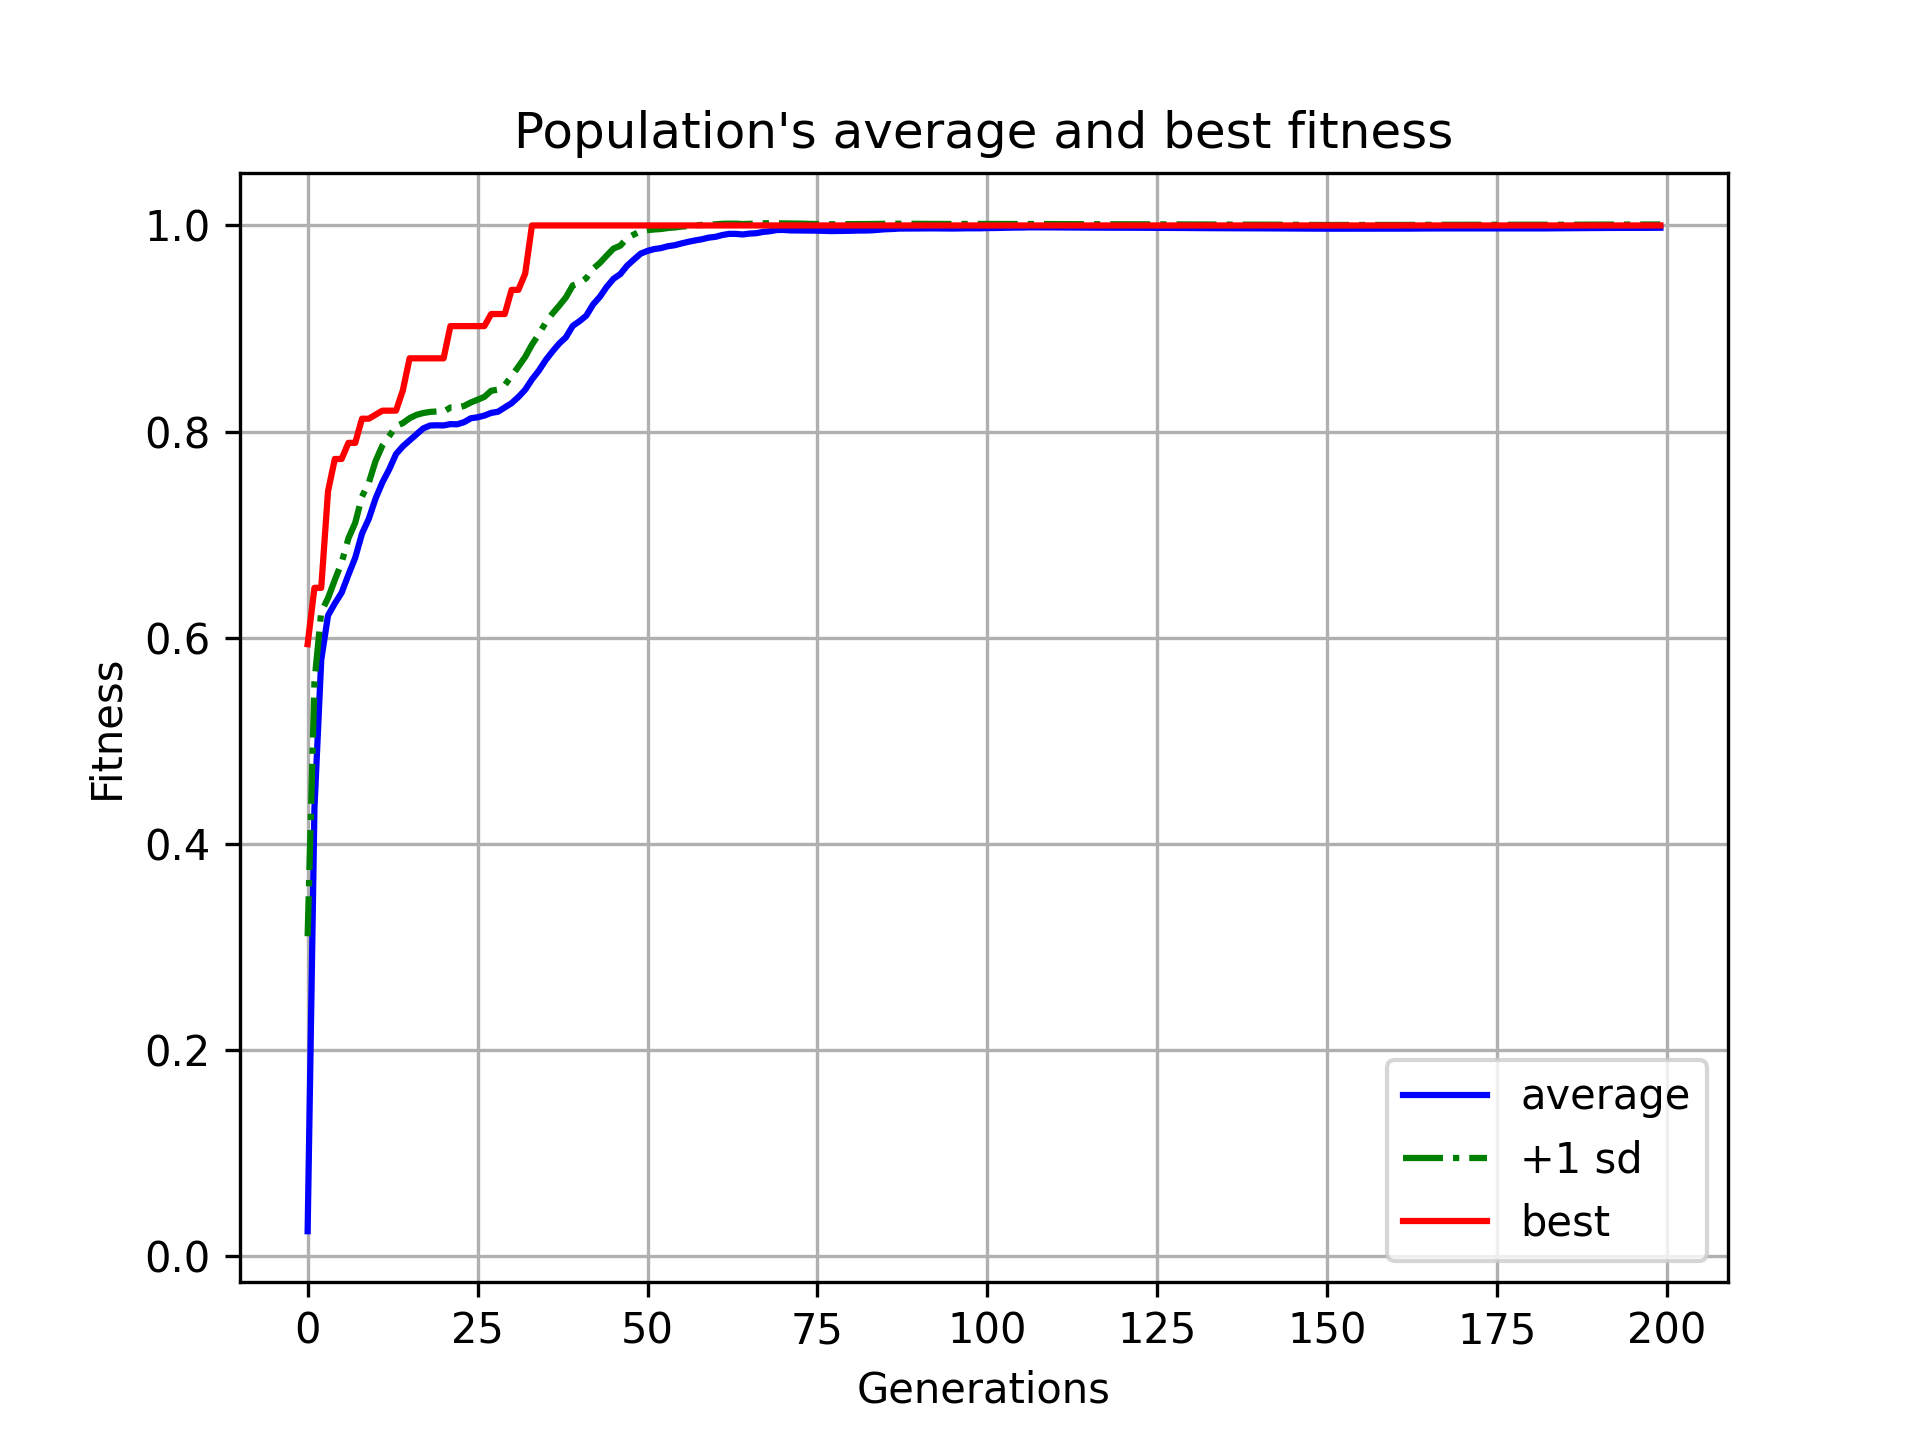 Population's average and best fitness
1.0
0.8
0.6
0.4
0.2
0.0
Fitness
0 25 50 75 100 125 150 175 200
Generations
average
+1 sd
best